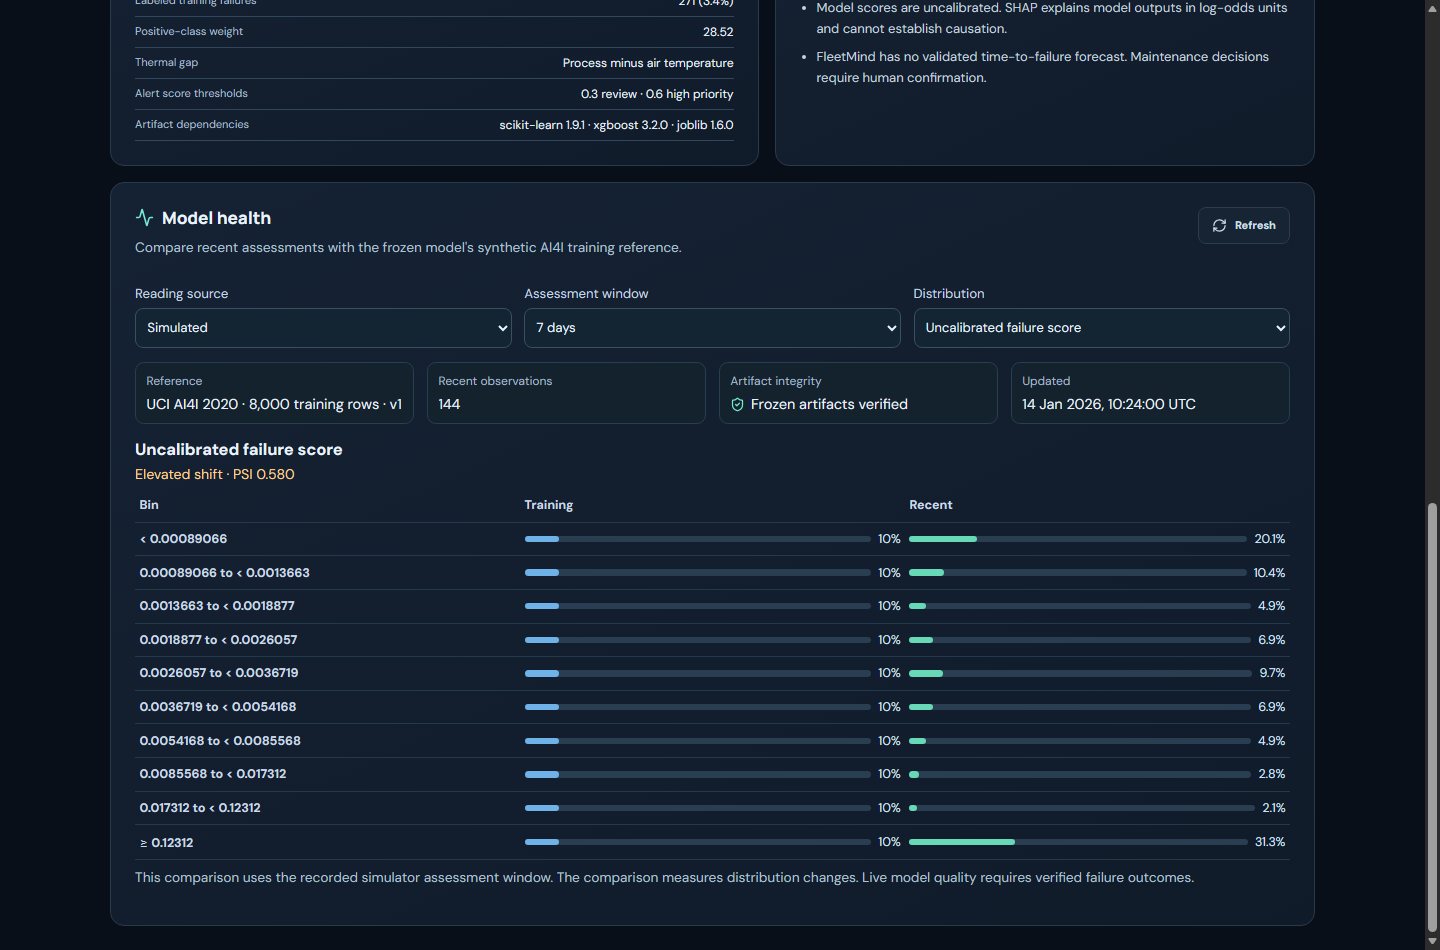 Labeled training failures 271 (3.4%)
Positive-class weight 28.52
Thermal gap Process minus air temperature
Alert score thresholds 0.3 review · 0.6 high priority
Artifact dependencies scikit-learn 1.9.1 · xgboost 3.2.0 · joblib 1.6.0
Model scores are uncalibrated. SHAP explains model outputs in log-odds units
and cannot establish causation.
FleetMind has no validated time-to-failure forecast. Maintenance decisions
require human confirmation.
Model health
Refresh
Compare recent assessments with the frozen model's synthetic AI4I training reference.
Reading source Assessment window Distribution
Simulated 7 days Uncalibrated failure score
Reference Recent observations Artifact integrity Updated
UCI AI4I 2020 · 8,000 training rows · v1 144 Frozen artifacts verified 14 Jan 2026, 10:24:00 UTC
Uncalibrated failure score
Elevated shift · PSI 0.580
Bin Training Recent
< 0.00089066 10% 20.1%
0.00089066 to < 0.0013663 10% 10.4%
0.0013663 to < 0.0018877 10% 4.9%
0.0018877 to < 0.0026057 10% 6.9%
0.0026057 to < 0.0036719 10% 9.7%
0.0036719 to < 0.0054168 10% 6.9%
0.0054168 to < 0.0085568 10% 4.9%
0.0085568 to < 0.017312 10% 2.8%
0.017312 to < 0.12312 10% 2.1%
≥ 0.12312 10% 31.3%
This comparison uses the recorded simulator assessment window. The comparison measures distribution changes. Live model quality requires verified failure outcomes.